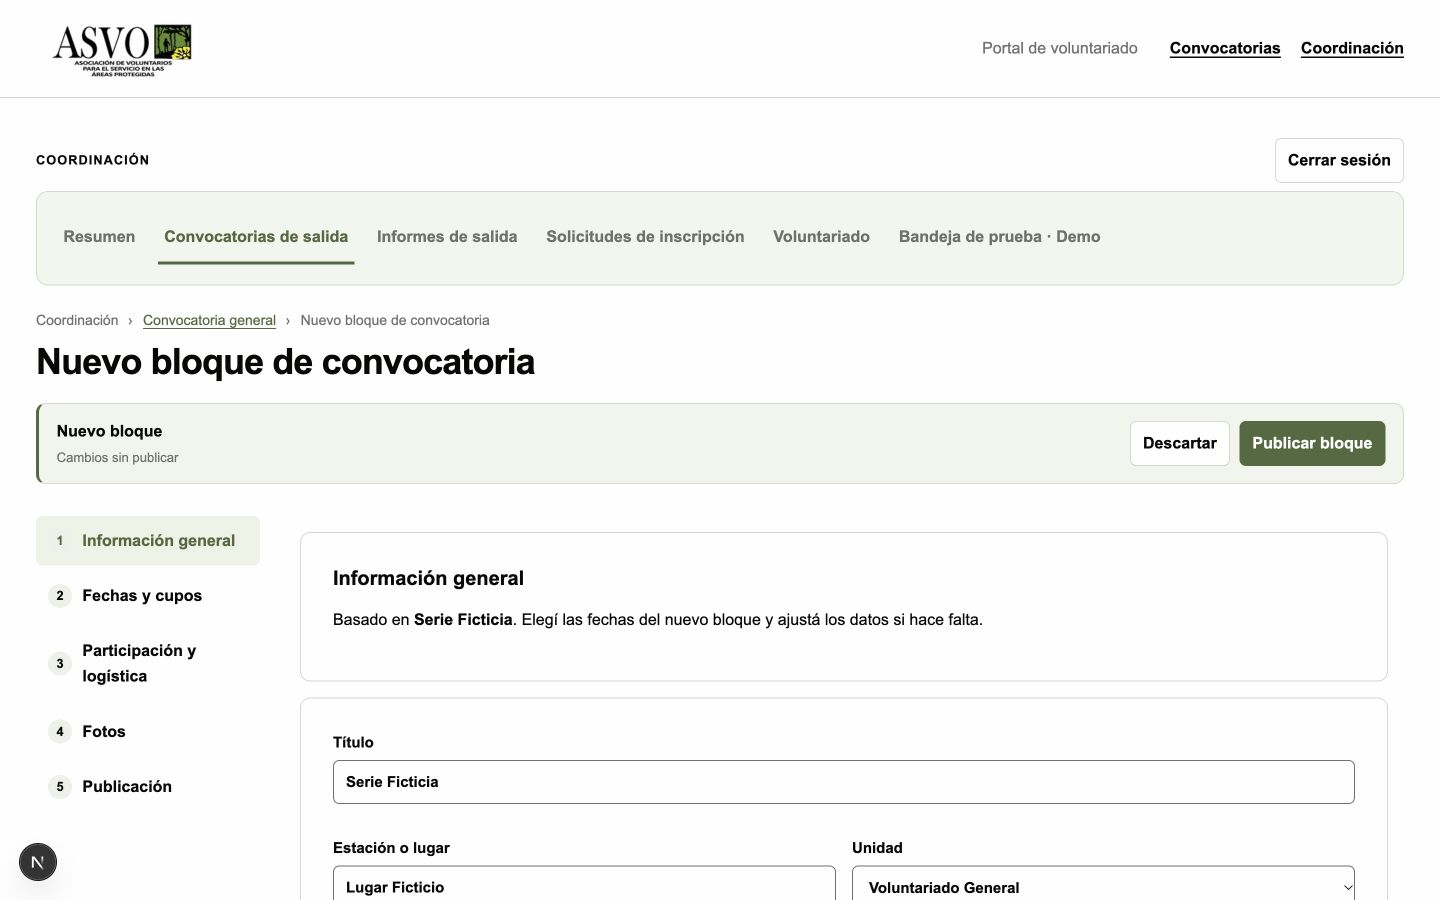 ASVO
ASOCIACIÓN DE VOLUNTARIOS
PARA EL SERVICIO EN LAS
ÁREAS PROTEGIDAS
Portal de voluntariado
Convocatorias
Coordinación
COORDINACIÓN
Cerrar sesión
Resumen
Convocatorias de salida
Informes de salida
Solicitudes de inscripción
Voluntariado
Bandeja de prueba · Demo
Coordinación › Convocatoria general › Nuevo bloque de convocatoria
Nuevo bloque de convocatoria
Nuevo bloque
Cambios sin publicar
Descartar
Publicar bloque
1 Información general
2 Fechas y cupos
3 Participación y
logística
4 Fotos
5 Publicación
Información general
Basado en Serie Ficticia. Elegí las fechas del nuevo bloque y ajustá los datos si hace falta.
Título
Serie Ficticia
Estación o lugar
Lugar Ficticio
Unidad
Voluntariado General
N